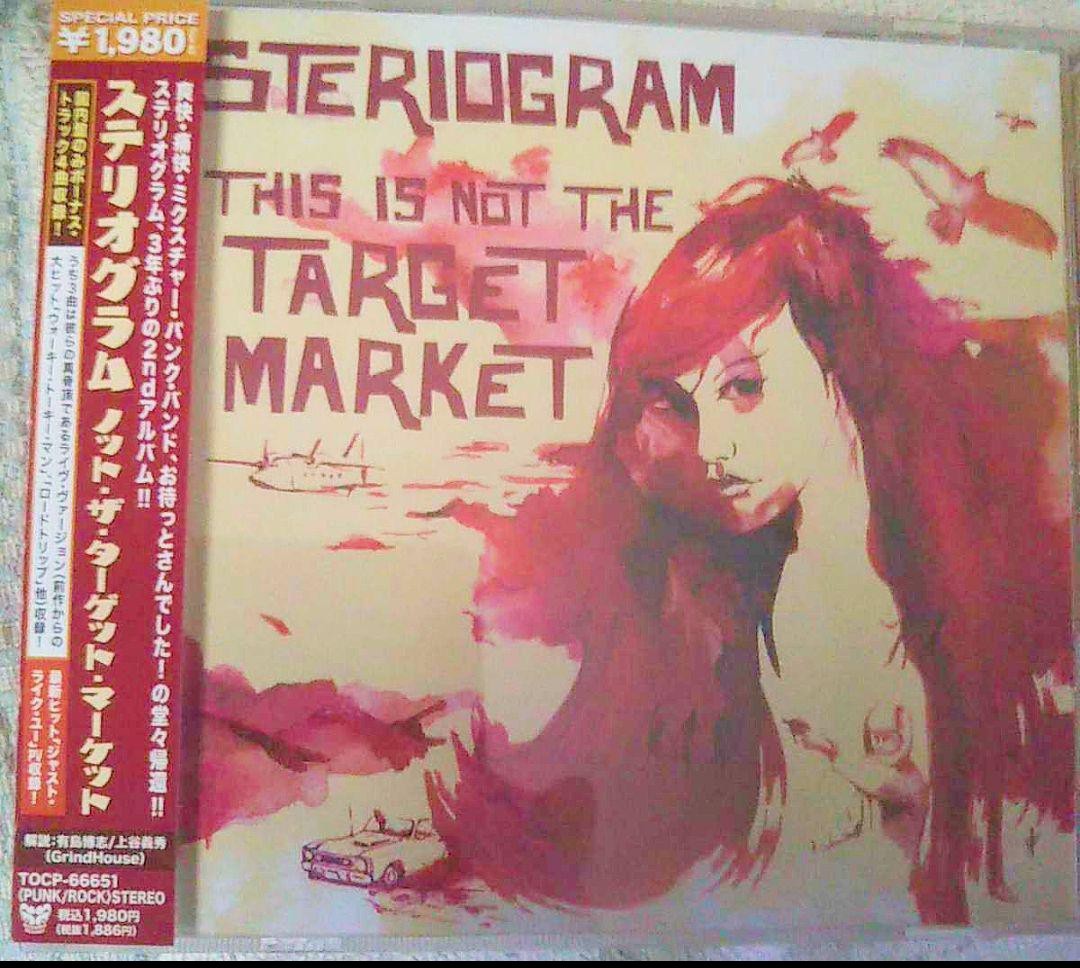 SPECIAL PRICE
¥1,980
爽快・痛快・ミクスチャー・パンク・バンド、お待っとさんでした!の堂々帰還!!
ステリオグラム、3年ぶりの2ndアルバム!!
ステリオグラム ノット・ザ・ターゲット・マーケット
国内盤のみボーナス・
トラック4曲収録!
うち3曲は彼らの真骨頂であるライヴ・ヴァージョン(前作からの
大ヒット「ウォーキー・トーキー・マン」、「ロードトリップ」他)収録!
最新ヒット、「ジャスト・
ライク・ユー」PV収録!
解説:有島博志/上谷義秀
(GrindHouse)
TOCP-66651
(PUNK/ROCK)STEREO
税込1,980円
(税抜1,886円)
STERIOGRAM
THIS IS NOT THE
TARGET
MARKET